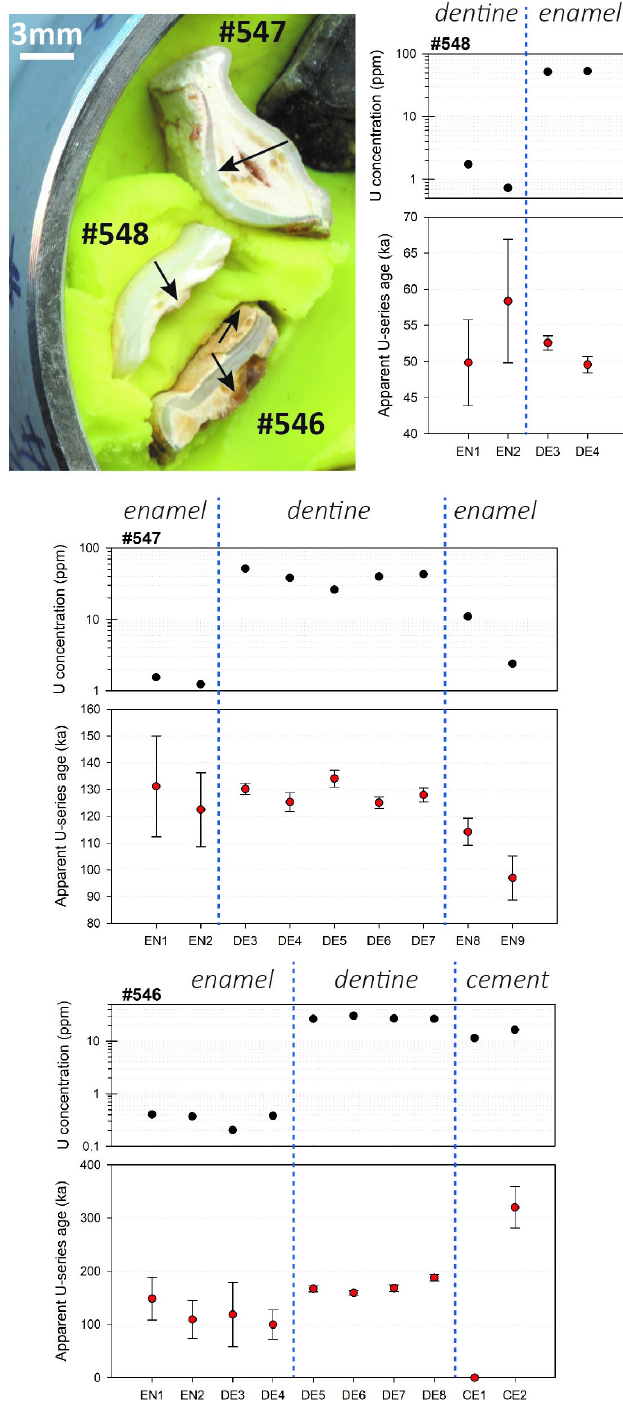 3mm
#547
#548
#546
dentine enamel
#548
U concentration (ppm)
100
10
1
Apparent U-series age (ka)
70
65
60
55
50
45
40
EN1 EN2 DE3 DE4
enamel dentine enamel
#547
U concentration (ppm)
100
10
1
Apparent U-series age (ka)
160
150
140
130
120
110
100
90
80
EN1 EN2 DE3 DE4 DE5 DE6 DE7 EN8 EN9
enamel dentine cement
#546
U concentration (ppm)
10
1
0.1
Apparent U-series age (ka)
400
300
200
100
0
EN1 EN2 DE3 DE4 DE5 DE6 DE7 DE8 CE1 CE2